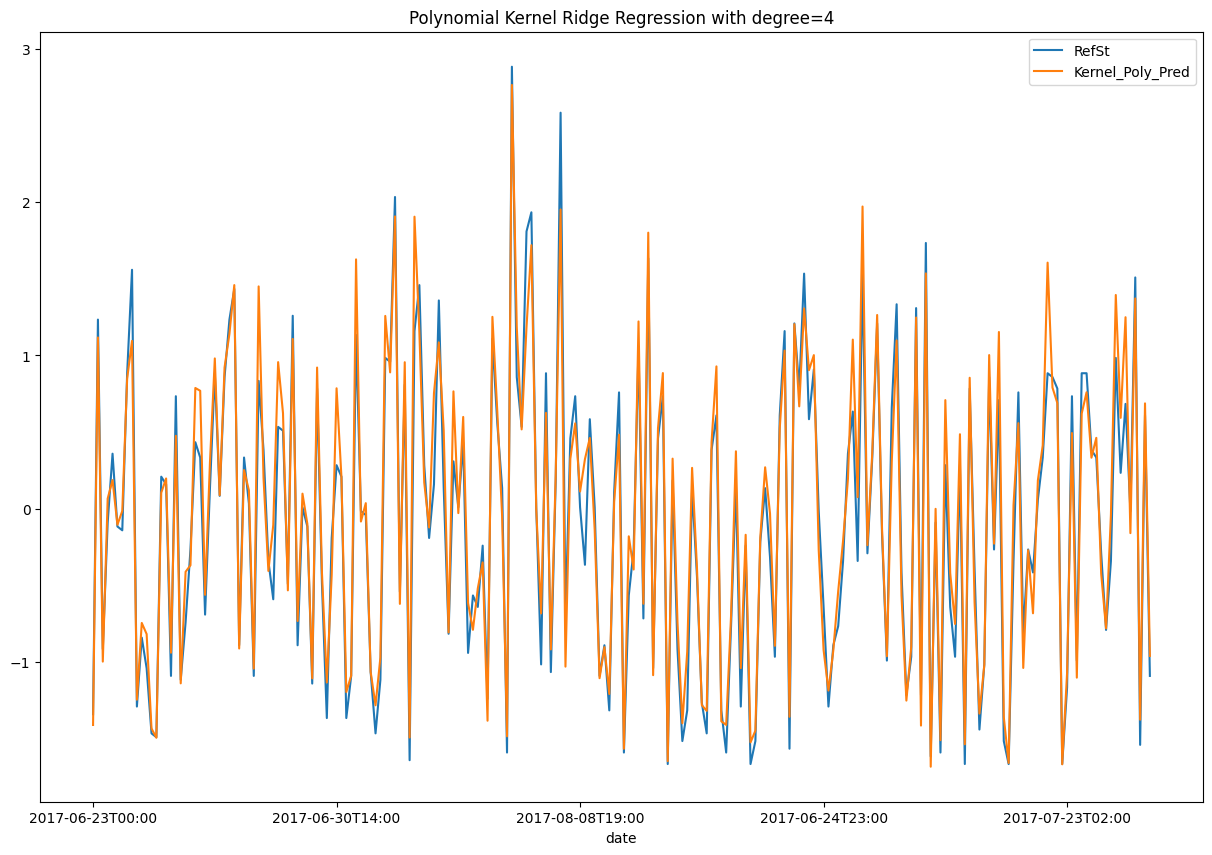 Polynomial Kernel Ridge Regression with degree=4
RefSt
Kernel_Poly_Pred
3
2
1
0
−1
2017-06-23T00:00
2017-06-30T14:00
2017-08-08T19:00
2017-06-24T23:00
2017-07-23T02:00
date